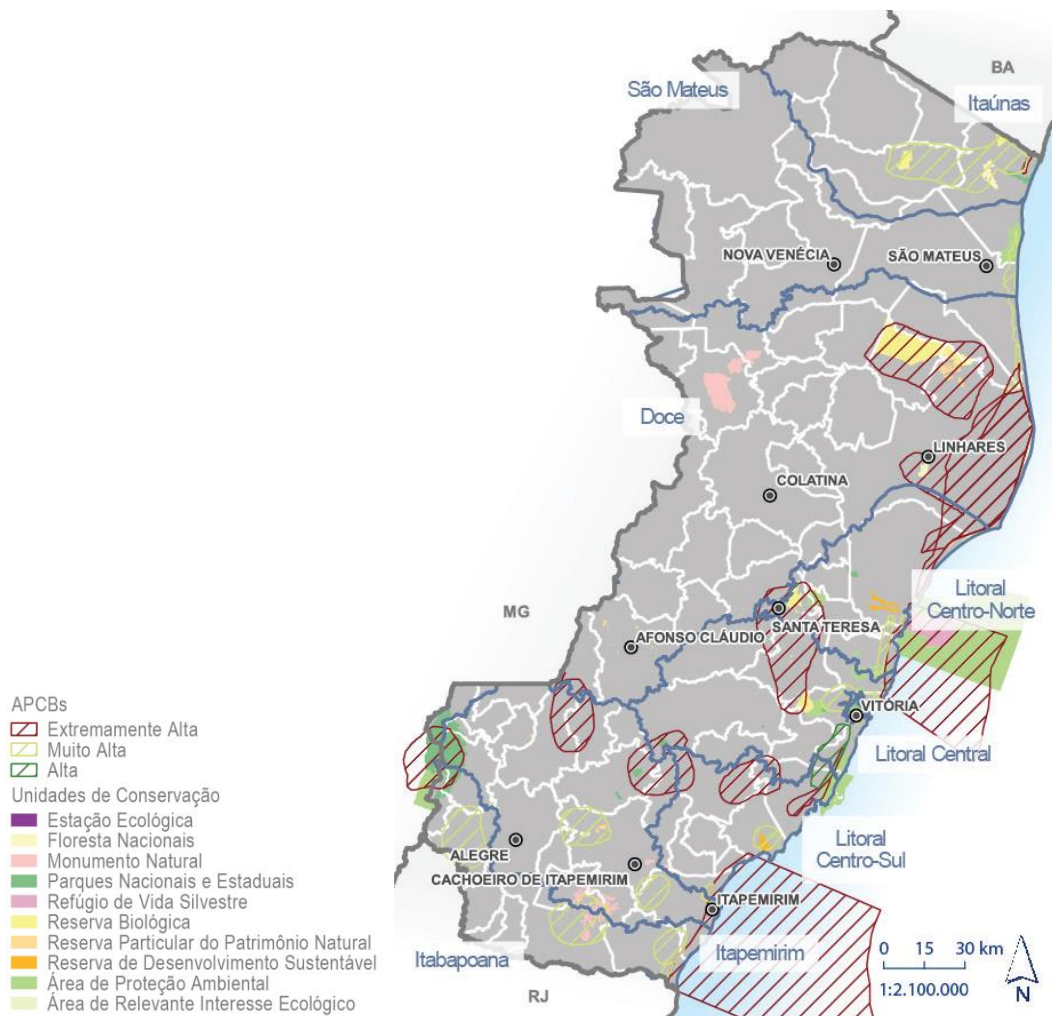 BA
São Mateus
Itaúnas
NOVA VENÉCIA
SÃO MATEUS
Doce
LINHARES
COLATINA
Litoral
Centro-Norte
MG
SANTA TERESA
AFONSO CLÁUDIO
VITÓRIA
Litoral Central
Litoral
Centro-Sul
ALEGRE
CACHOEIRO DE ITAPEMIRIM
ITAPEMIRIM
Itabapoana
Itapemirim
RJ
0 15 30 km
1:2.100.000
N
APCBs
Extremamente Alta
Muito Alta
Alta
Unidades de Conservação
Estação Ecológica
Floresta Nacionais
Monumento Natural
Parques Nacionais e Estaduais
Refúgio de Vida Silvestre
Reserva Biológica
Reserva Particular do Patrimônio Natural
Reserva de Desenvolvimento Sustentável
Área de Proteção Ambiental
Área de Relevante Interesse Ecológico